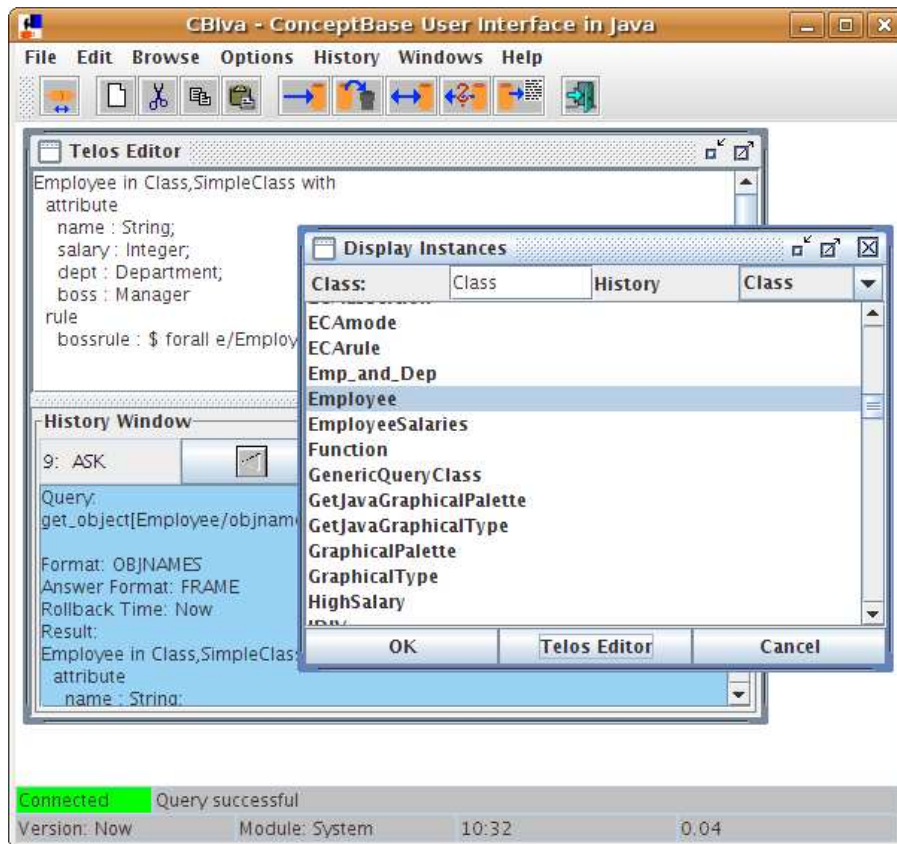 CBIva - ConceptBase User Interface in Java
File Edit Browse Options History Windows Help
Telos Editor
Employee in Class,SimpleClass with
attribute
name : String;
salary : Integer;
dept : Department;
boss : Manager
rule
bossrule : $ forall e/Employ
Display Instances
Class: Class History Class
ECAmode
ECArule
Emp_and_Dep
Employee
EmployeeSalaries
Function
GenericQueryClass
GetJavaGraphicalPalette
GetJavaGraphicalType
GraphicalPalette
GraphicalType
HighSalary
OK Telos Editor Cancel
History Window
9: ASK
Query:
get_object[Employee/objname
Format: OBJNAMES
Answer Format: FRAME
Rollback Time: Now
Result:
Employee in Class,SimpleClas
attribute
name : String;
Connected Query successful
Version: Now Module: System 10:32 0.04